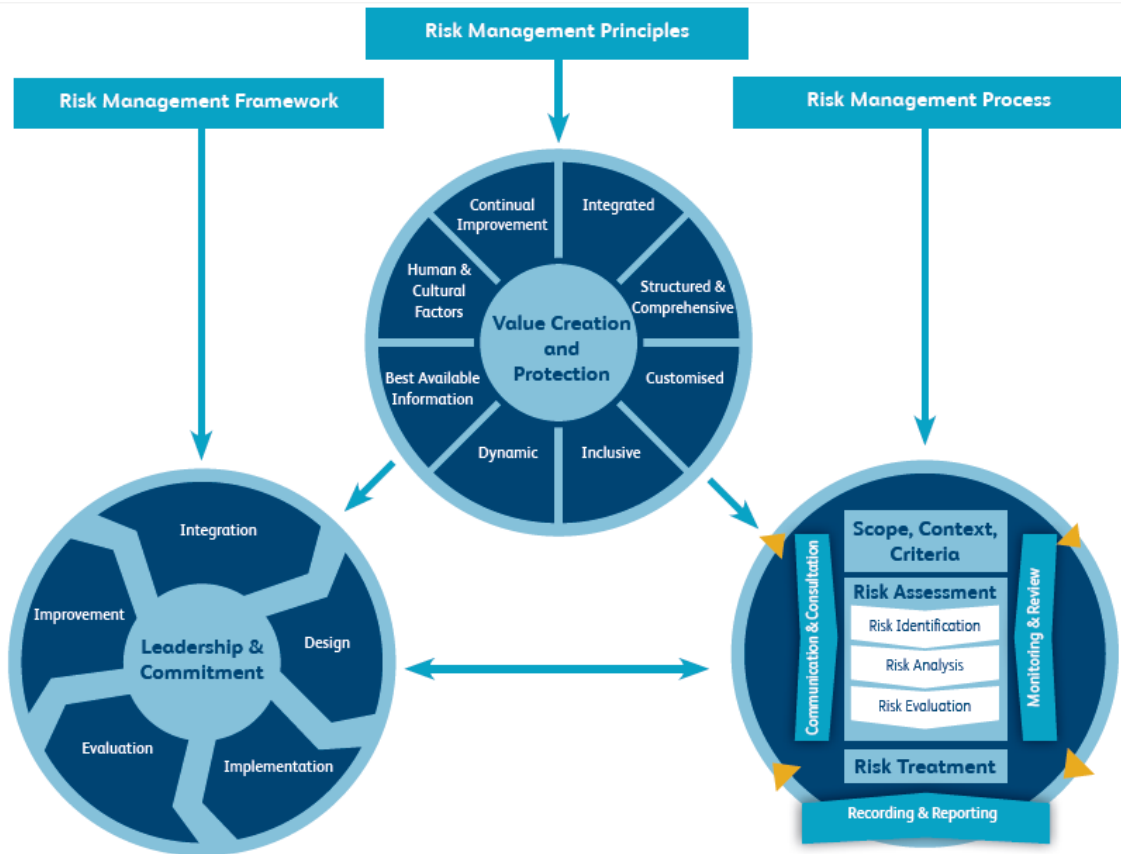 Risk Management Principles
Risk Management Framework
Risk Management Process
Continual
Improvement
Integrated
Human &
Cultural
Factors
Structured &
Comprehensive
Value Creation
and
Protection
Best Available
Information
Customised
Dynamic
Inclusive
Integration
Improvement
Design
Leadership &
Commitment
Evaluation
Implementation
Scope, Context,
Criteria
Communication & Consultation
Risk Assessment
Risk Identification
Risk Analysis
Risk Evaluation
Monitoring & Review
Risk Treatment
Recording & Reporting